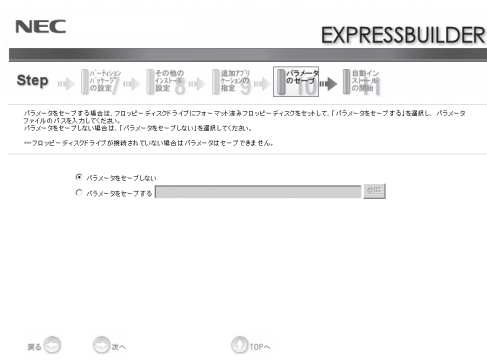 NEC
EXPRESSBUILDER
Step
パーティション
パッケージ
の設定 7
その他の
インストール
設定 8
追加アプリ
ケーションの
指定 9
パラメータ
のセーブ 10
自動イン
ストール
の開始 11
パラメータをセーブする場合は、フロッピーディスクドライブにフォーマット済みフロッピーディスクをセットして、「パラメータをセーブする」を選択し、パラメータ
ファイルのパスを入力してください。
パラメータをセーブしない場合は、「パラメータをセーブしない」を選択してください。
***フロッピーディスクドライブが接続されていない場合はパラメータはセーブできません。
パラメータをセーブしない
パラメータをセーブする 参照
戻る 次へ TOPへ